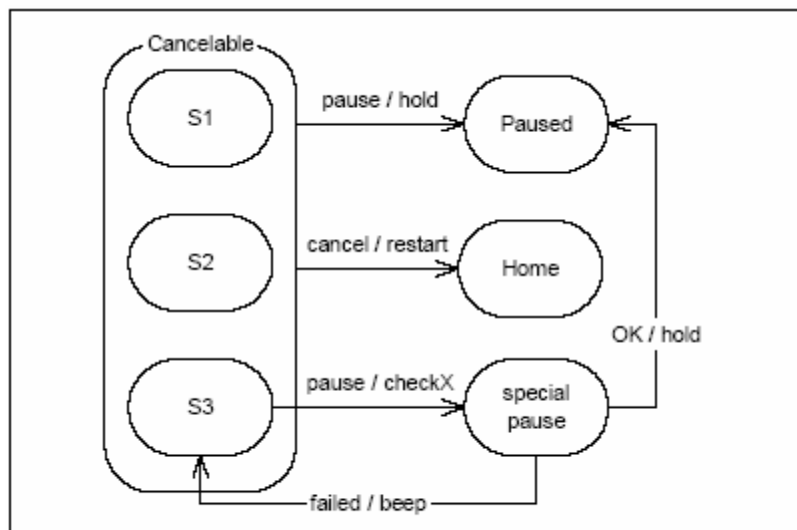 Cancelable
S1
pause / hold
Paused
S2
cancel / restart
Home
OK / hold
S3
pause / checkX
special
pause
failed / beep